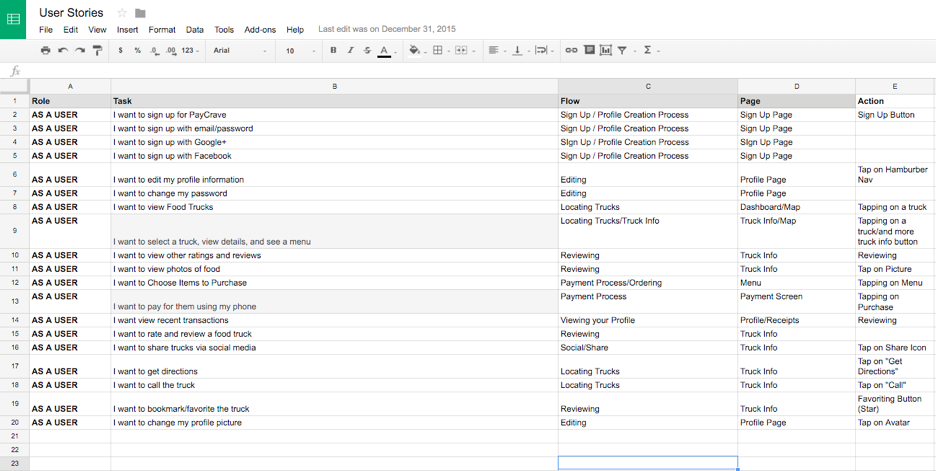 User Stories
File Edit View Insert Format Data Tools Add-ons Help Last edit was on December 31, 2015
$ % .0 .00 123 Arial 10 B I S A Σ
fx
A B C D E
1 Role Task Flow Page Action
2 AS A USER I want to sign up for PayCrave Sign Up / Profile Creation Process Sign Up Page Sign Up Button
3 AS A USER I want to sign up with email/password Sign Up / Profile Creation Process Sign Up Page
4 AS A USER I want to sign up with Google+ SIgn Up / Profile Creation Process SIgn Up Page
5 AS A USER I want to sign up with Facebook Sign Up / Profile Creation Process Sign Up Page
6 AS A USER I want to edit my profile information Editing Profile Page Tap on Hamburber
Nav
7 AS A USER I want to change my password Editing Profile Page
8 AS A USER I want to view Food Trucks Locating Trucks Dashboard/Map Tapping on a truck
9 AS A USER I want to select a truck, view details, and see a menu Locating Trucks/Truck Info Truck Info/Map Tapping on a
truck/and more
truck info button
10 AS A USER I want to view other ratings and reviews Reviewing Truck Info Reviewing
11 AS A USER I want to view photos of food Reviewing Truck Info Tap on Picture
12 AS A USER I want to Choose Items to Purchase Payment Process/Ordering Menu Tapping on Menu
13 AS A USER I want to pay for them using my phone Payment Process Payment Screen Tapping on
Purchase
14 AS A USER I want view recent transactions Viewing your Profile Profile/Receipts Reviewing
15 AS A USER I want to rate and review a food truck Reviewing Truck Info
16 AS A USER I want to share trucks via social media Social/Share Truck Info Tap on Share Icon
17 AS A USER I want to get directions Locating Trucks Truck Info Tap on "Get
Directions"
18 AS A USER I want to call the truck Locating Trucks Truck Info Tap on "Call"
19 AS A USER I want to bookmark/favorite the truck Reviewing Truck Info Favoriting Button
(Star)
20 AS A USER I want to change my profile picture Editing Profile Page Tap on Avatar
21
22
23